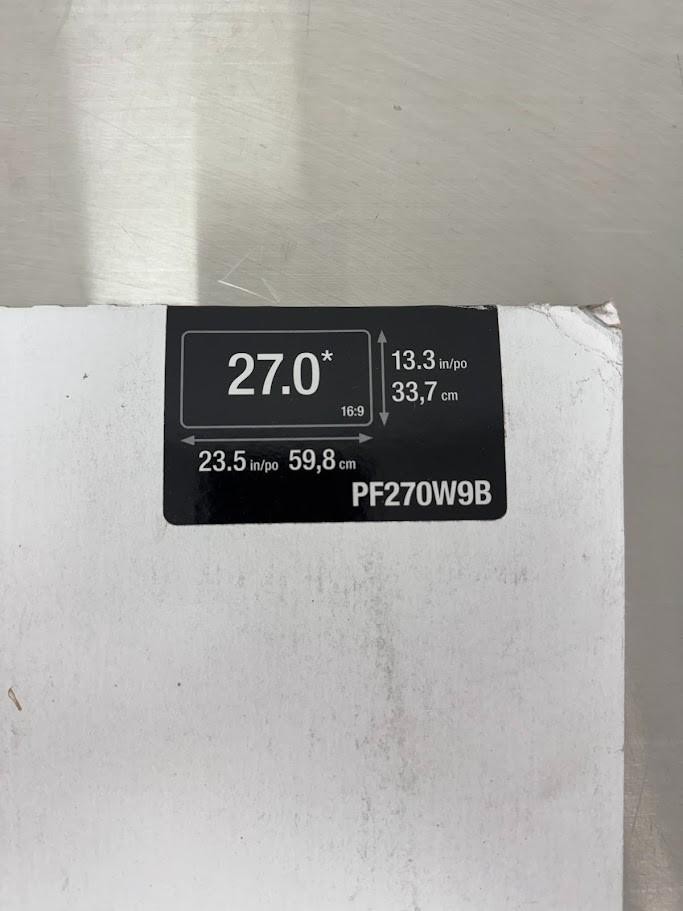 27.0*
16:9
13.3 in/po
33,7 cm
23.5 in/po 59,8 cm
PF270W9B